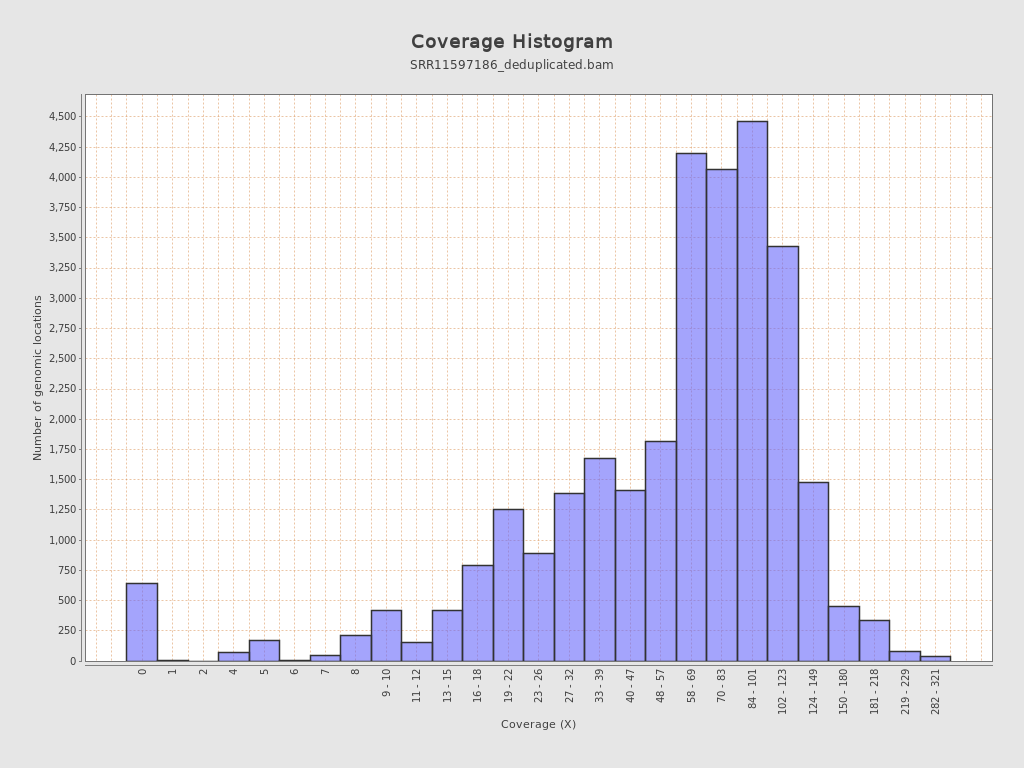 Coverage Histogram
SRR11597186_deduplicated.bam
Number of genomic locations
4,500
4,250
4,000
3,750
3,500
3,250
3,000
2,750
2,500
2,250
2,000
1,750
1,500
1,250
1,000
750
500
250
0
0
1
2
4
5
6
7
8
9 - 10
11 - 12
13 - 15
16 - 18
19 - 22
23 - 26
27 - 32
33 - 39
40 - 47
48 - 57
58 - 69
70 - 83
84 - 101
102 - 123
124 - 149
150 - 180
181 - 218
219 - 229
282 - 321
Coverage (X)